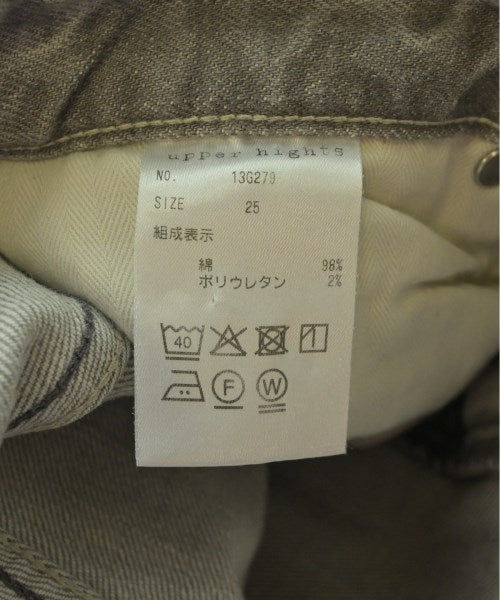 upper hights
NO. 13G279
SIZE 25
組成表示
綿 98%
ポリウレタン 2%
40
F W